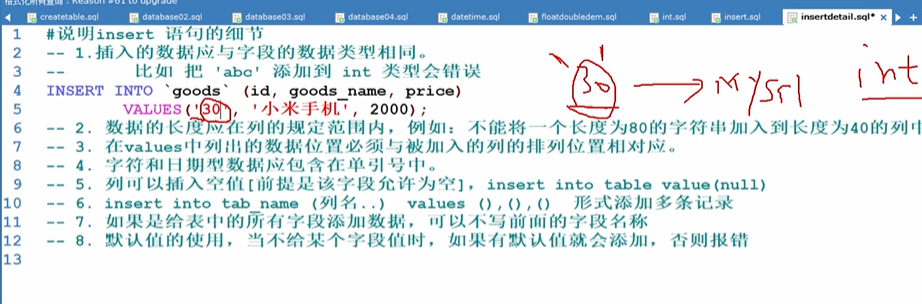 格式化所有查询: Reason #61 to upgrade
createtable.sql database02.sql database03.sql database04.sql datetime.sql floatdoubledem.sql int.sql insert.sql insertdetail.sql*
1 #说明insert 语句的细节
2 -- 1.插入的数据应与字段的数据类型相同。
3 -- 比如 把 'abc' 添加到 int 类型会错误
4 INSERT INTO `goods` (id, goods_name, price)
5 VALUES('30', '小米手机', 2000);
'30' → mysql int
6 -- 2. 数据的长度应在列的规定范围内，例如：不能将一个长度为80的字符串加入到长度为40的列中
7 -- 3. 在values中列出的数据位置必须与被加入的列的排列位置相对应。
8 -- 4. 字符和日期型数据应包含在单引号中。
9 -- 5. 列可以插入空值[前提是该字段允许为空]，insert into table value(null)
10 -- 6. insert into tab_name (列名..) values (),(),() 形式添加多条记录
11 -- 7. 如果是给表中的所有字段添加数据，可以不写前面的字段名称
12 -- 8. 默认值的使用，当不给某个字段值时，如果有默认值就会添加，否则报错
13